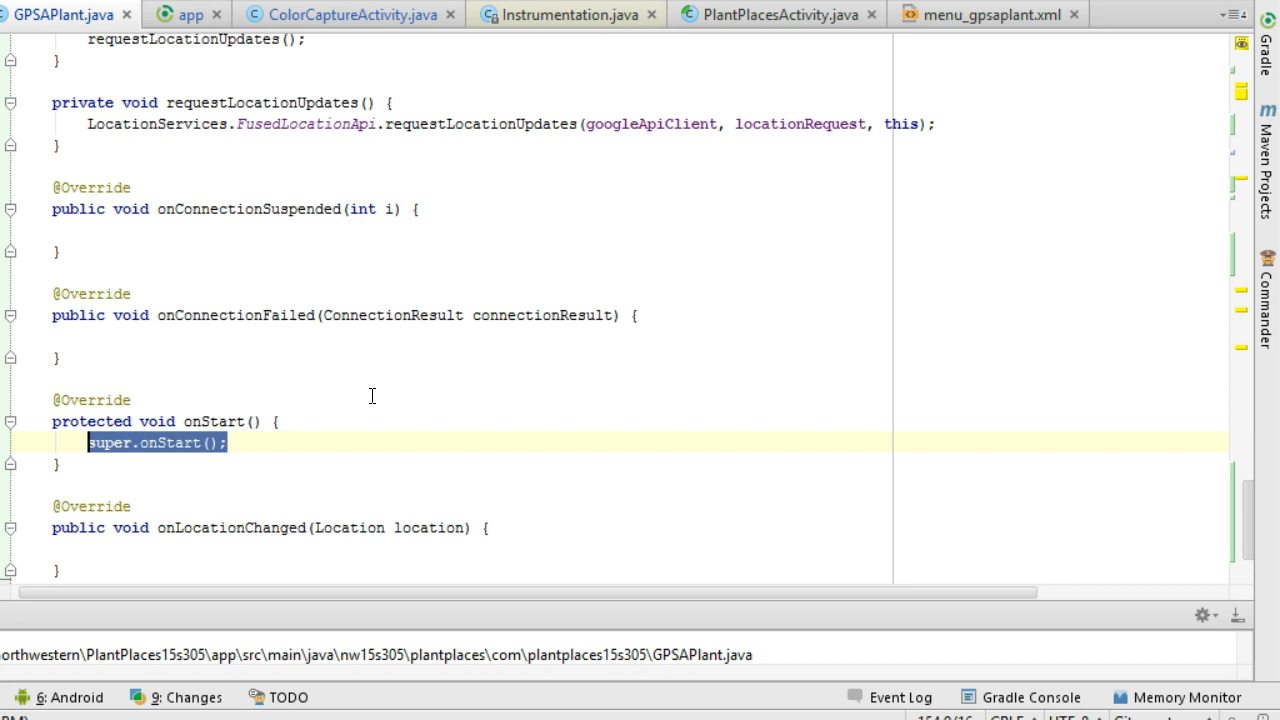 GPSAPlant.java app ColorCaptureActivity.java Instrumentation.java PlantPlacesActivity.java menu_gpsaplant.xml
requestLocationUpdates();
}
private void requestLocationUpdates() {
LocationServices.FusedLocationApi.requestLocationUpdates(googleApiClient, locationRequest, this);
}
@Override
public void onConnectionSuspended(int i) {
}
@Override
public void onConnectionFailed(ConnectionResult connectionResult) {
}
@Override
protected void onStart() {
super.onStart();
}
@Override
public void onLocationChanged(Location location) {
}
Gradle
Maven Projects
Commander
orthwestern\PlantPlaces15s305\app\src\main\java\nw15s305\plantplaces\com\plantplaces15s305\GPSAPlant.java
6: Android 9: Changes TODO Event Log Gradle Console Memory Monitor